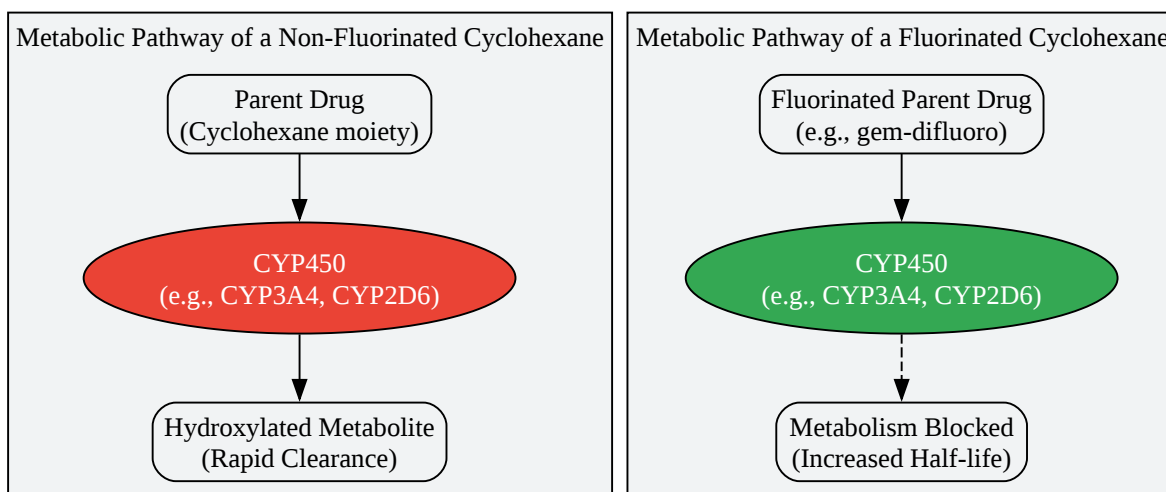 Metabolic Pathway of a Non-Fluorinated Cyclohexane
Parent Drug
(Cyclohexane moiety)
CYP450
(e.g., CYP3A4, CYP2D6)
Hydroxylated Metabolite
(Rapid Clearance)
Metabolic Pathway of a Fluorinated Cyclohexane
Fluorinated Parent Drug
(e.g., gem-difluoro)
CYP450
(e.g., CYP3A4, CYP2D6)
Metabolism Blocked
(Increased Half-life)